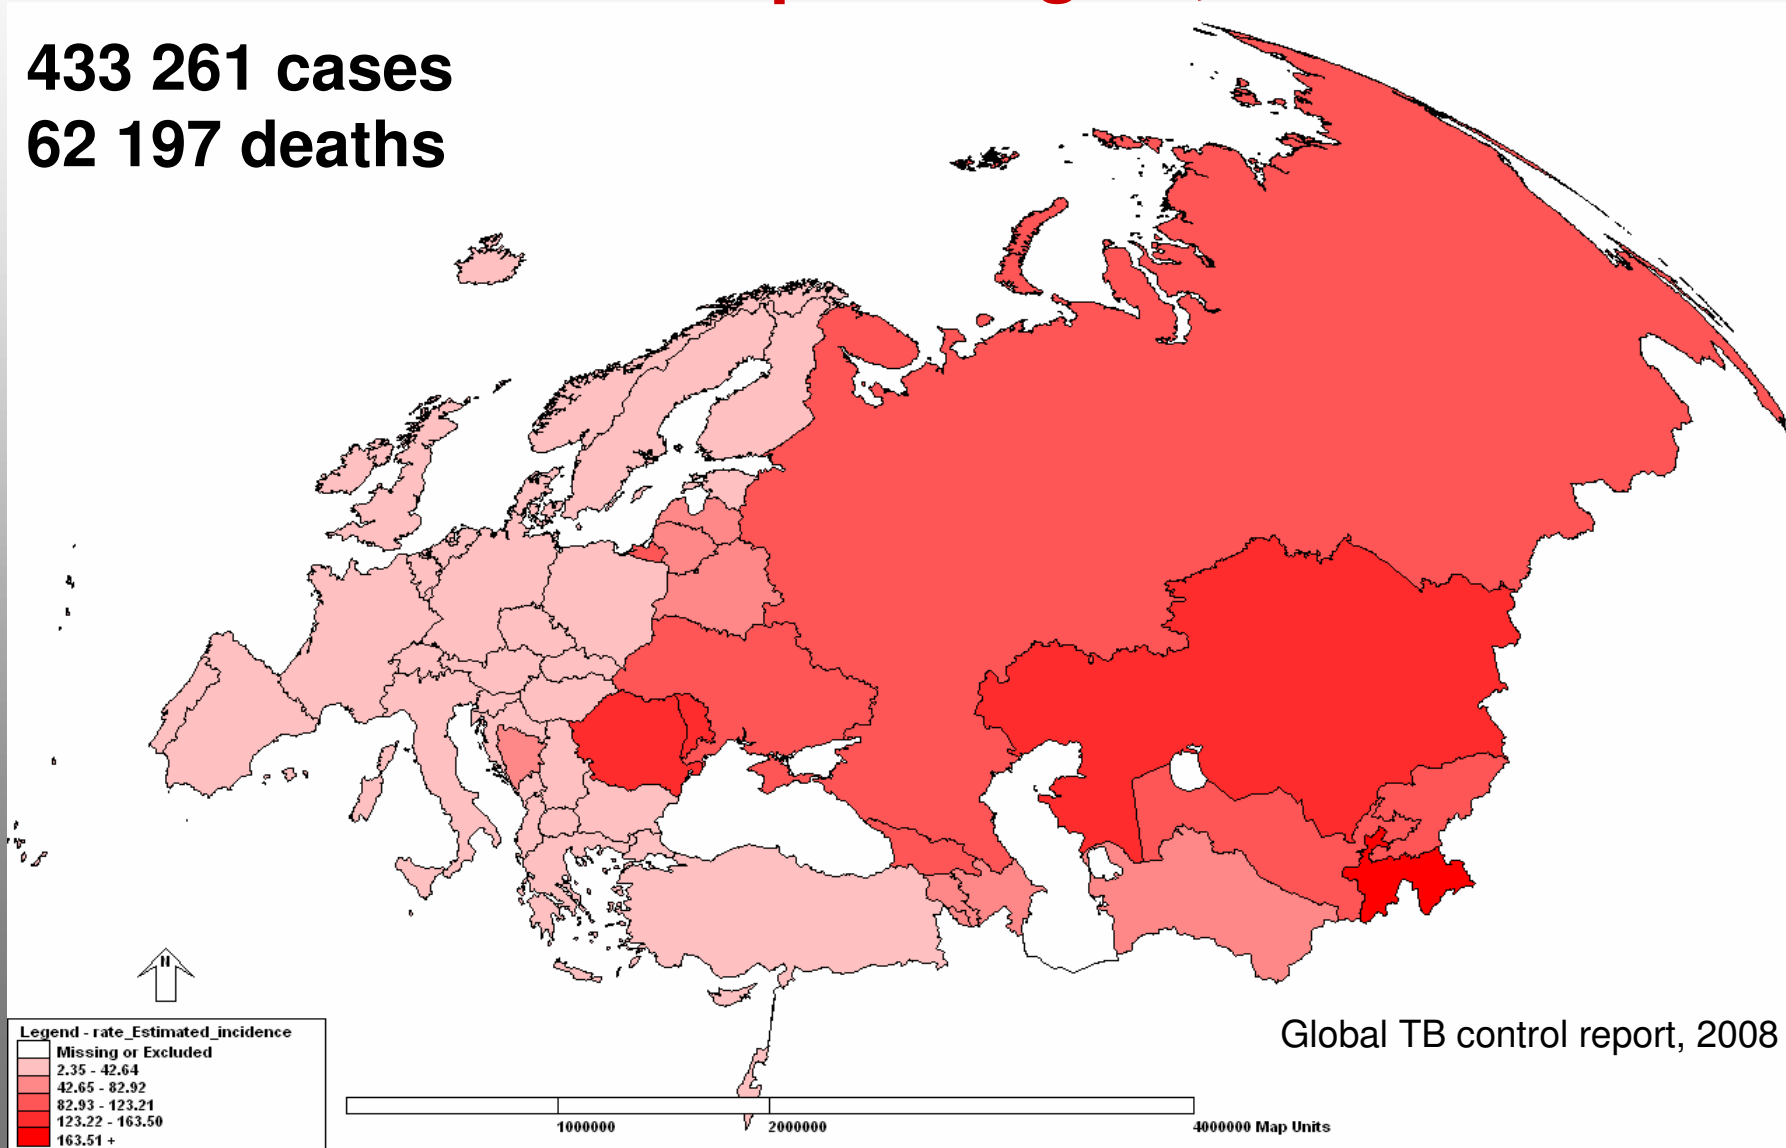 433 261 cases
62 197 deaths
N
Global TB control report, 2008
Legend - rate_Estimated_incidence
Missing or Excluded
2.35 - 42.64
42.65 - 82.92
82.93 - 123.21
123.22 - 163.50
163.51 +
1000000 2000000 4000000 Map Units